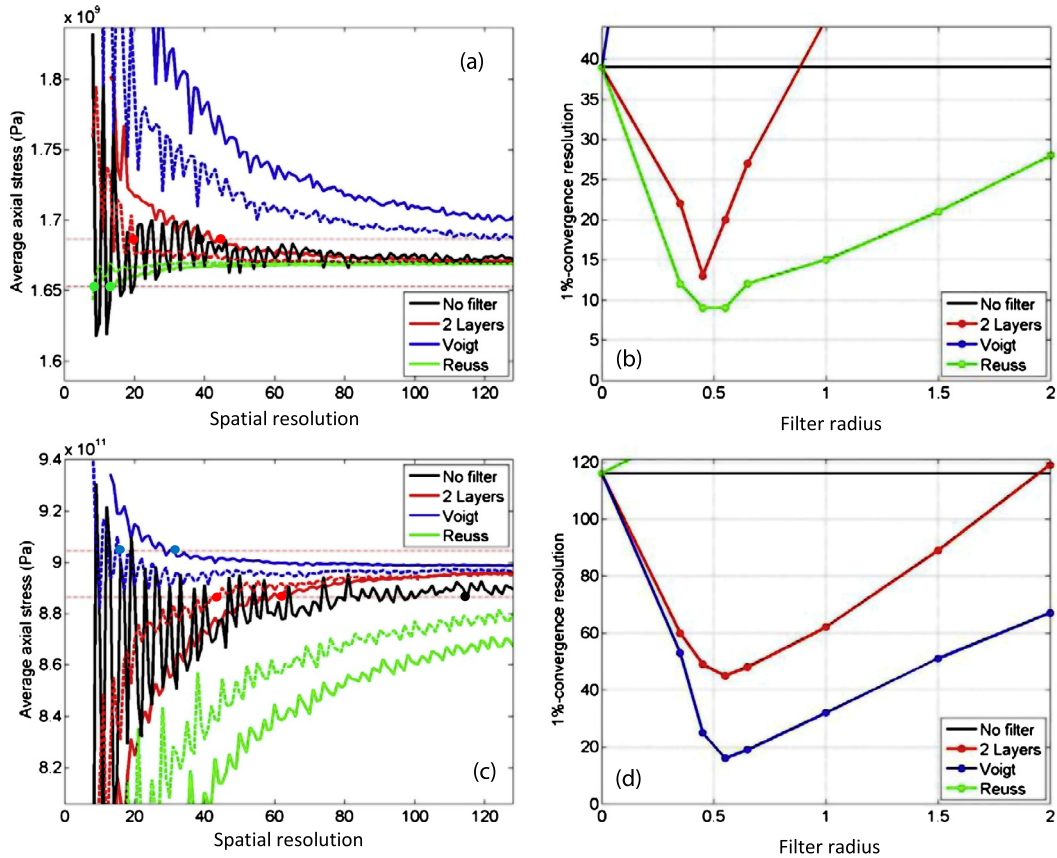 x 10^9
(a)
Average axial stress (Pa)
1.8
1.75
1.7
1.65
1.6
0 20 40 60 80 100 120
Spatial resolution
No filter
2 Layers
Voigt
Reuss
(b)
1%-convergence resolution
40
35
30
25
20
15
10
5
0
0 0.5 1 1.5 2
Filter radius
No filter
2 Layers
Voigt
Reuss
x 10^11
(c)
Average axial stress (Pa)
9 4
9 2
9
8 8
8 6
8 4
8 2
0 20 40 60 80 100 120
Spatial resolution
No filter
2 Layers
Voigt
Reuss
(d)
1%-convergence resolution
120
100
80
60
40
20
0
0 0.5 1 1.5 2
Filter radius
No filter
2 Layers
Voigt
Reuss